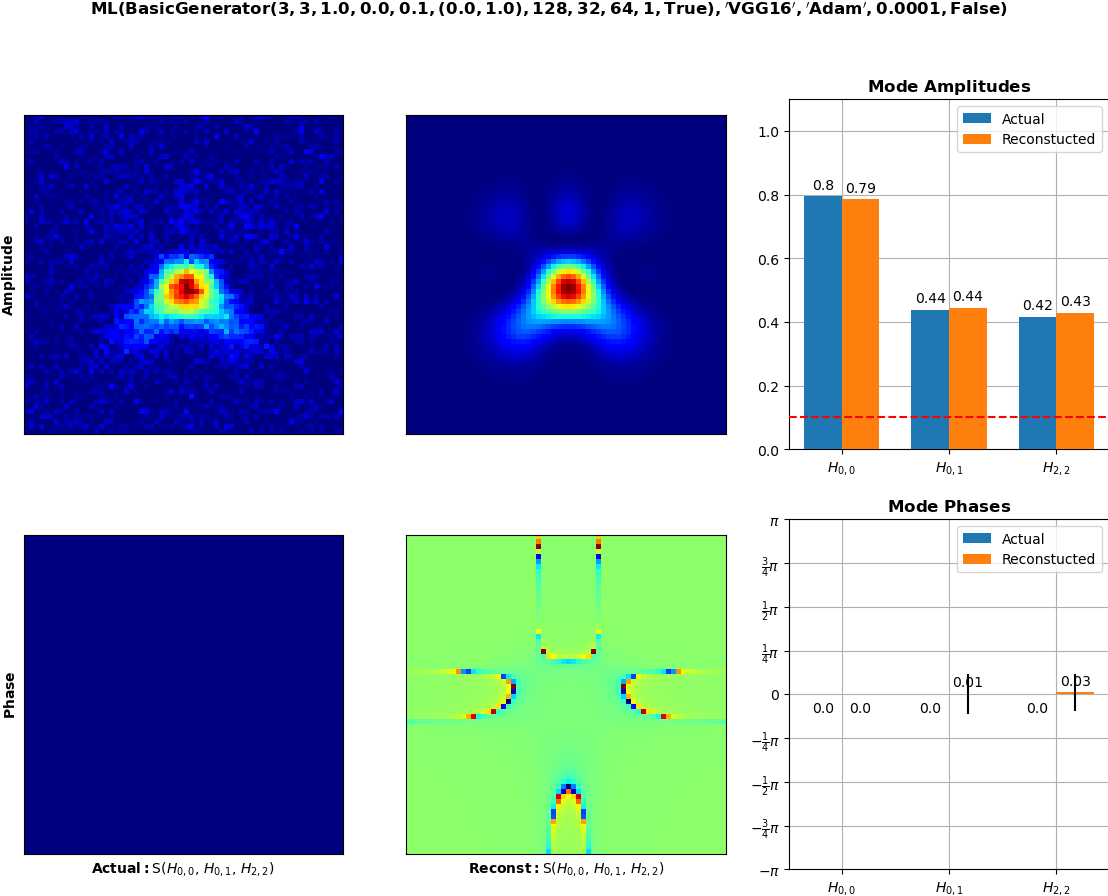 ML(BasicGenerator(3, 3, 1.0, 0.0, 0.1, (0.0, 1.0), 128, 32, 64, 1, True), ′VGG16′, ′Adam′, 0.0001, False)
Amplitude
Mode Amplitudes
Actual
Reconstucted
1.0
0.8
0.6
0.4
0.2
0.0
0.8 0.79
0.44 0.44
0.42 0.43
H0,0 H0,1 H2,2
Phase
Actual: S(H0,0, H0,1, H2,2)
Reconst: S(H0,0, H0,1, H2,2)
Mode Phases
Actual
Reconstucted
π
3/4π
1/2π
1/4π
0
−1/4π
−1/2π
−3/4π
−π
0.0 0.0
0.0 0.01
0.0 0.03
H0,0 H0,1 H2,2